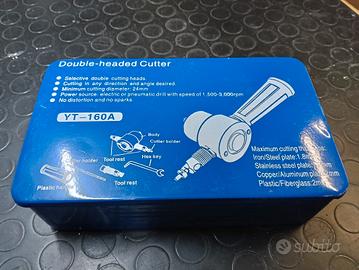 Double-headed Cutter
Selective double cutting heads.
Cutting in any direction and angle desired.
Minimum cutting diameter: 24mm
Power source: electric or pneumatic drill with speed of 1,500-3,000rpm
No distortion and no sparks.
YT-160A
Body
Cutter holder
Tool rest
Hex key
holder
Tool rest
Plastic
Maximum cutting
Iron/Steel plate:1.8
Stainless steel plate
Copper/Aluminum
Plastic/Fiberglass:2m
subito